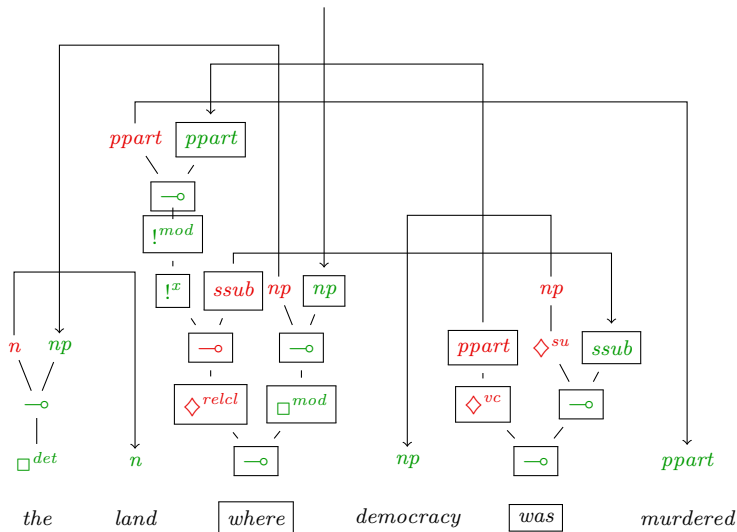 ppart ppart
⊸
!mod
!x ssub np np np
n np ⊸ ⊸ ppart ◇su ssub
⊸ ◇relcl □mod ◇vc ⊸
□det n ⊸ np ⊸ ppart
the land where democracy was murdered